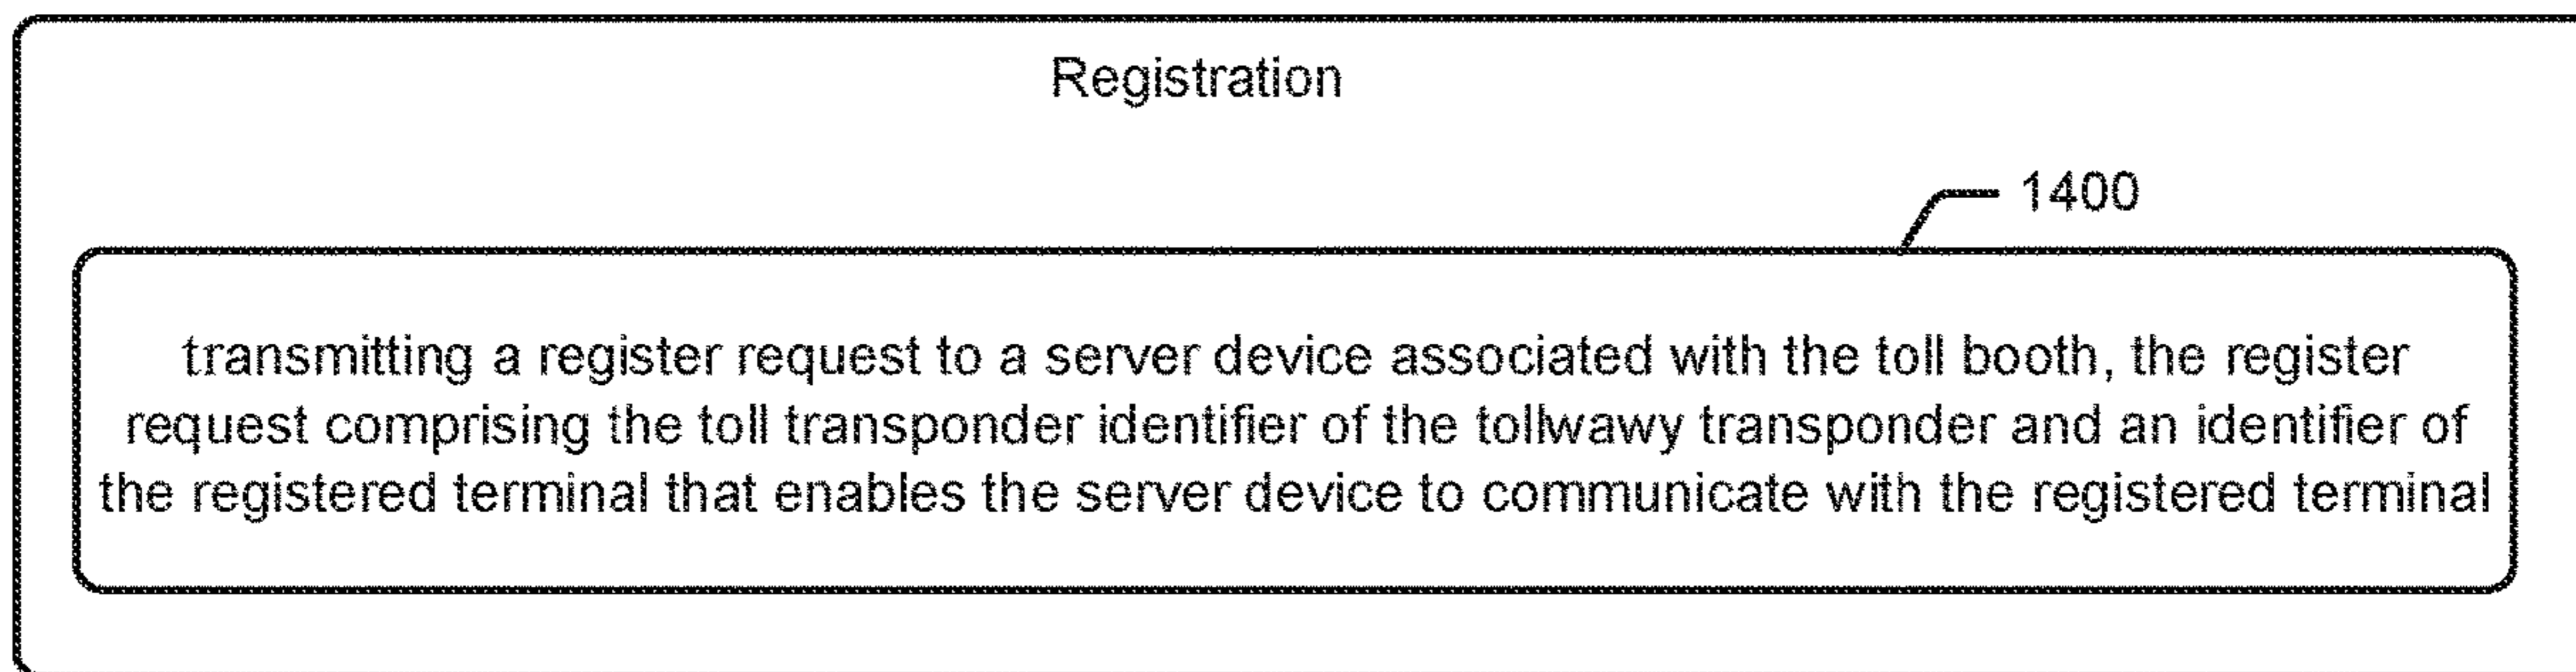 Registration
1400
transmitting a register request to a server device associated with the toll booth, the register
request comprising the toll transponder identifier of the tollwawy transponder and an identifier of
the registered terminal that enables the server device to communicate with the registered terminal